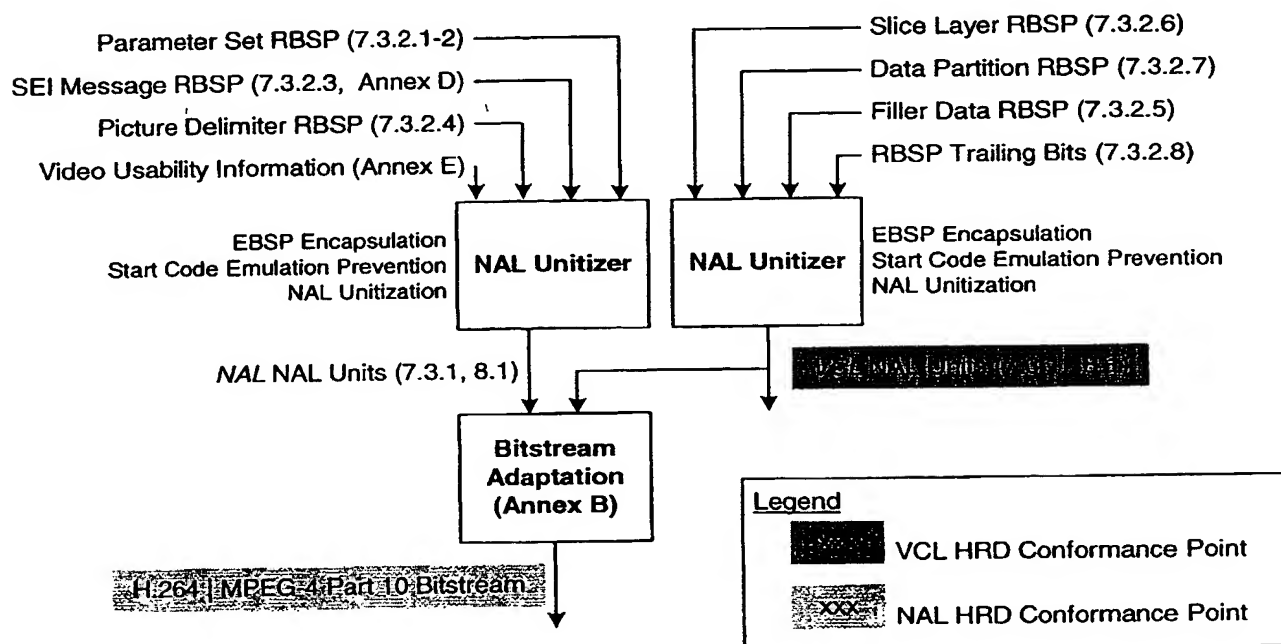 Parameter Set RBSP (7.3.2.1-2)
SEI Message RBSP (7.3.2.3, Annex D)
Picture Delimiter RBSP (7.3.2.4)
Video Usability Information (Annex E)
Slice Layer RBSP (7.3.2.6)
Data Partition RBSP (7.3.2.7)
Filler Data RBSP (7.3.2.5)
RBSP Trailing Bits (7.3.2.8)
EBSP Encapsulation
Start Code Emulation Prevention
NAL Unitization
NAL Unitizer
NAL Unitizer
EBSP Encapsulation
Start Code Emulation Prevention
NAL Unitization
NAL NAL Units (7.3.1, 8.1)
NAL
Bitstream
Adaptation
(Annex B)
H.264 | MPEG-4 Part 10 Bitstream
Legend
VCL HRD Conformance Point
xxx
NAL HRD Conformance Point